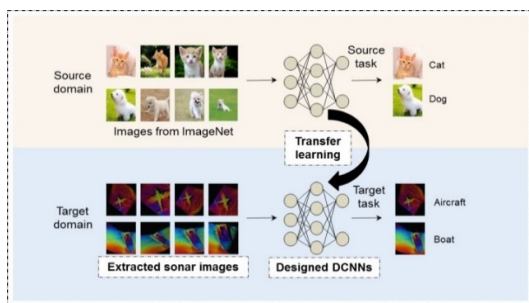 Source
task
Source
domain
Cat
Dog
Images from ImageNet
Transfer
learning
Target
domain
Target
task
Aircraft
Boat
Extracted sonar images
Designed DCNNs